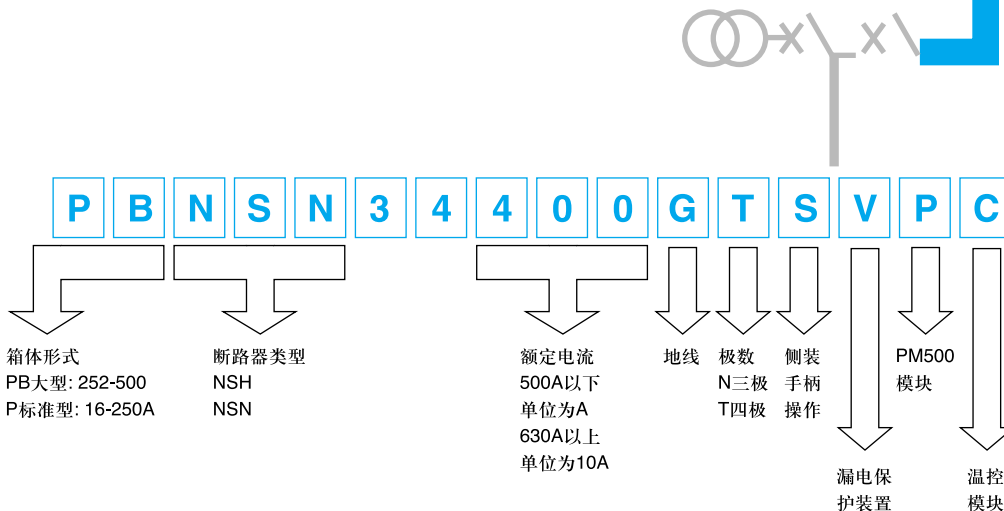 P B N S N 3 4 4 0 0 G T S V P C
箱体形式
PB大型: 252-500
P标准型: 16-250A
断路器类型
NSH
NSN
额定电流
500A以下
单位为A
630A以上
单位为10A
地线
极数
N三极
T四极
侧装
手柄
操作
漏电保
护装置
PM500
模块
温控
模块